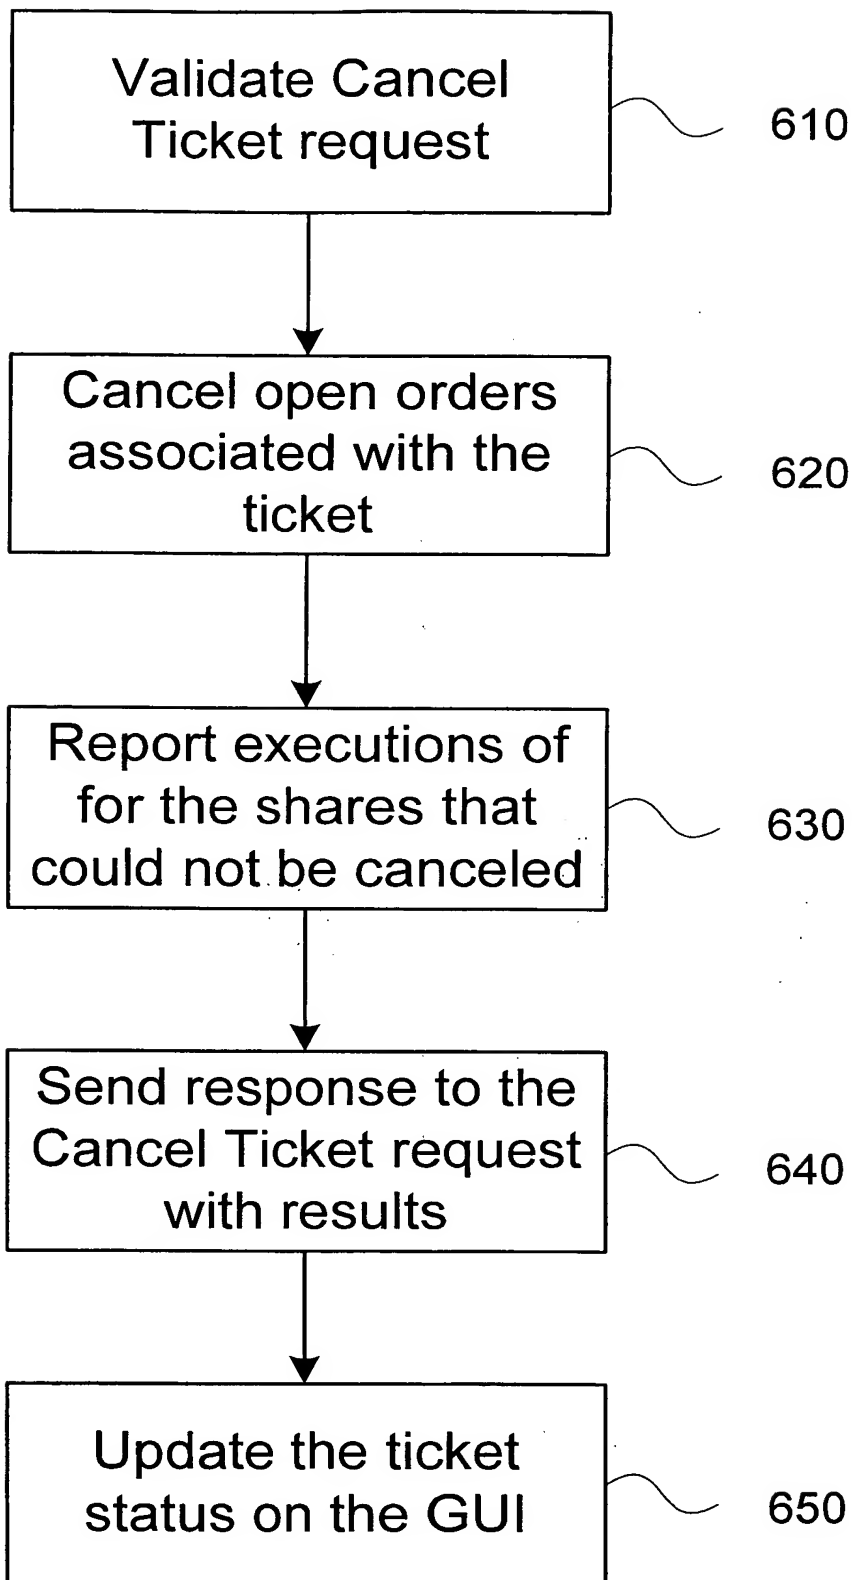 Validate Cancel
Ticket request
610
Cancel open orders
associated with the
ticket
620
Report executions of
for the shares that
could not be canceled
630
Send response to the
Cancel Ticket request
with results
640
Update the ticket
status on the GUI
650